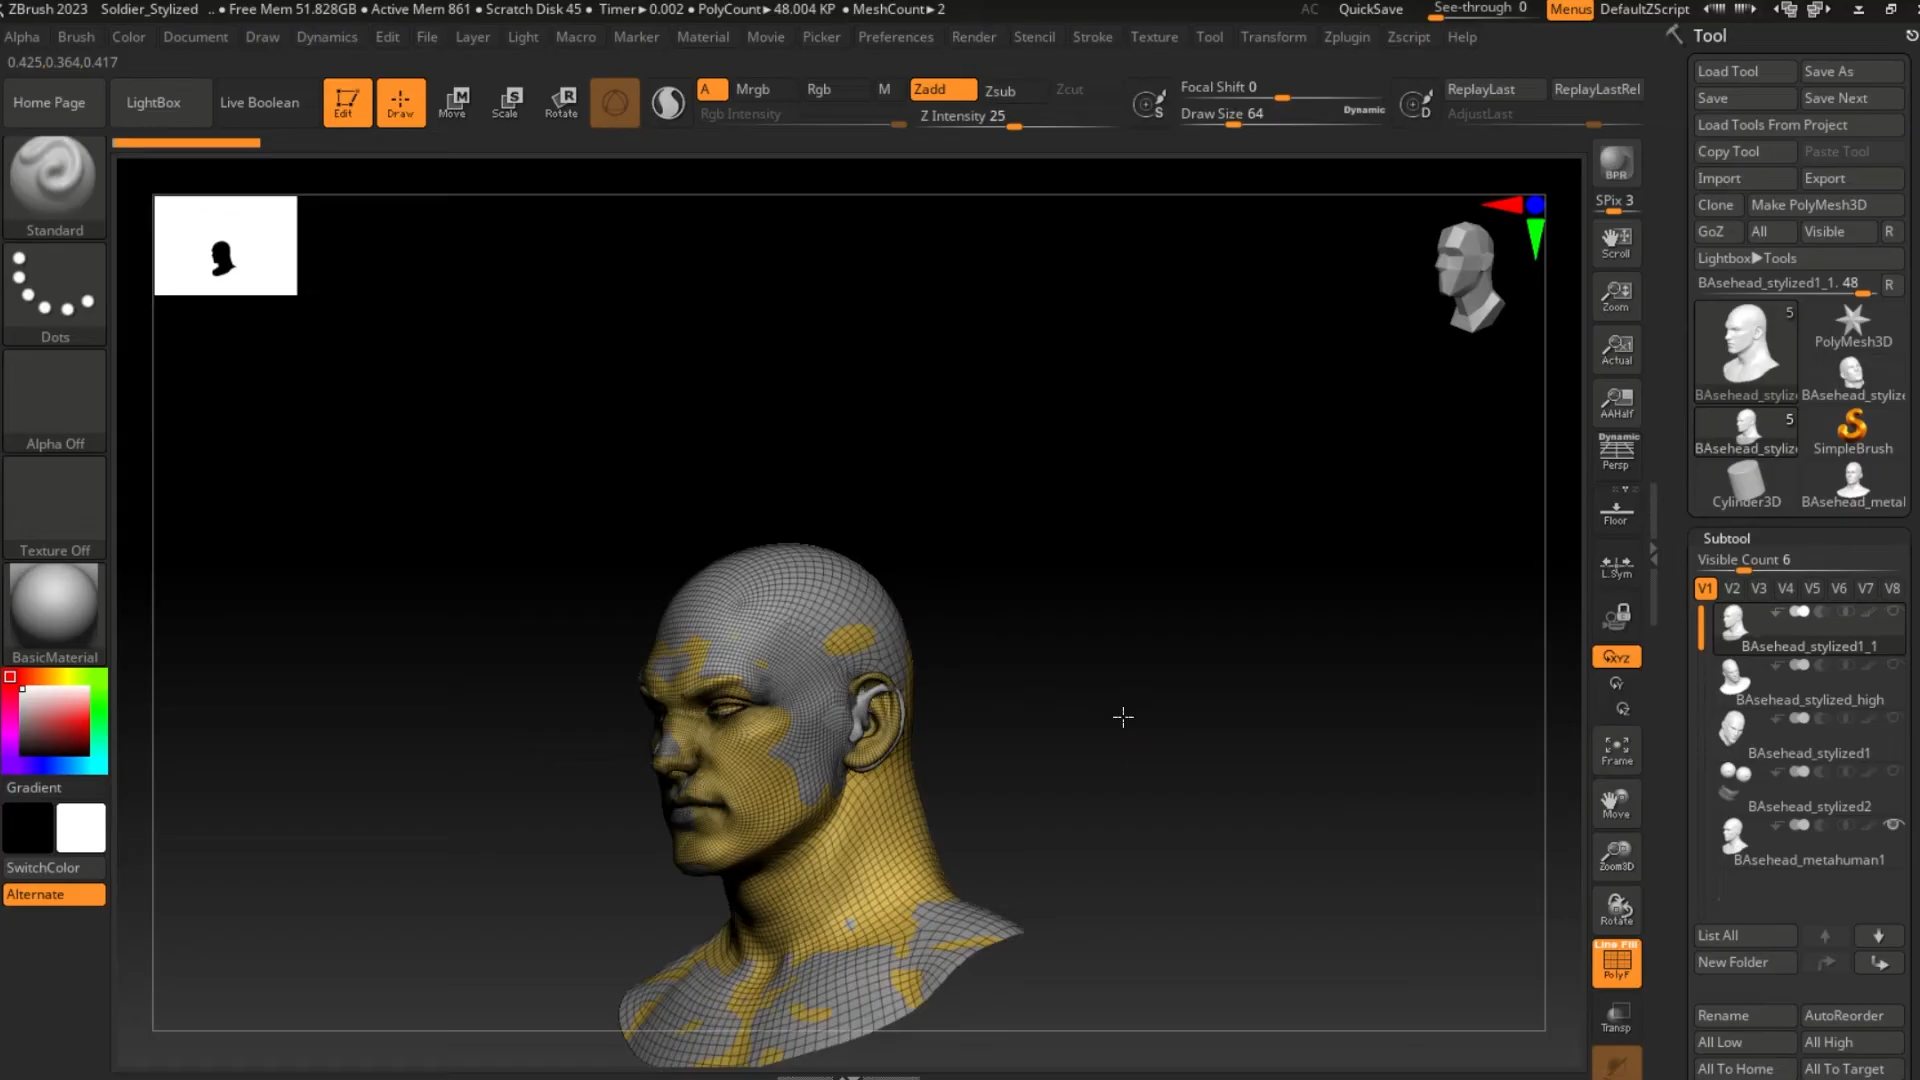 ZBrush 2023 Soldier_Stylized .. • Free Mem 51.828GB • Active Mem 861 • Scratch Disk 45 • Timer▶0.002 • PolyCount▶48.004 KP • MeshCount▶2 AC QuickSave See-through 0 Menus DefaultZScript
Alpha Brush Color Document Draw Dynamics Edit File Layer Light Macro Marker Material Movie Picker Preferences Render Stencil Stroke Texture Tool Transform Zplugin Zscript Help
0.425,0.364,0.417
Home Page LightBox Live Boolean Edit Draw Move Scale Rotate
A Mrgb Rgb M Zadd Zsub Zcut
Rgb Intensity Z Intensity 25
Focal Shift 0
Draw Size 64 Dynamic
ReplayLast ReplayLastRel
AdjustLast
Standard
Dots
Alpha Off
Texture Off
BasicMaterial
Gradient
SwitchColor
Alternate
BPR
SPix 3
Scroll
Zoom
Actual
AAHalf
Dynamic
Persp
Floor
L.Sym
XYZ
Frame
Move
Zoom3D
Rotate
Line Fill
PolyF
Transp
Tool
Load Tool Save As
Save Save Next
Load Tools From Project
Copy Tool Paste Tool
Import Export
Clone Make PolyMesh3D
GoZ All Visible R
Lightbox▶Tools
BAsehead_stylized1_1. 48 R
5
PolyMesh3D
BAsehead_styliz BAsehead_stylize
5
BAsehead_styliz SimpleBrush
Cylinder3D BAsehead_metal
Subtool
Visible Count 6
V1 V2 V3 V4 V5 V6 V7 V8
BAsehead_stylized1_1
BAsehead_stylized_high
BAsehead_stylized1
BAsehead_stylized2
BAsehead_metahuman1
List All
New Folder
Rename AutoReorder
All Low All High
All To Home All To Target